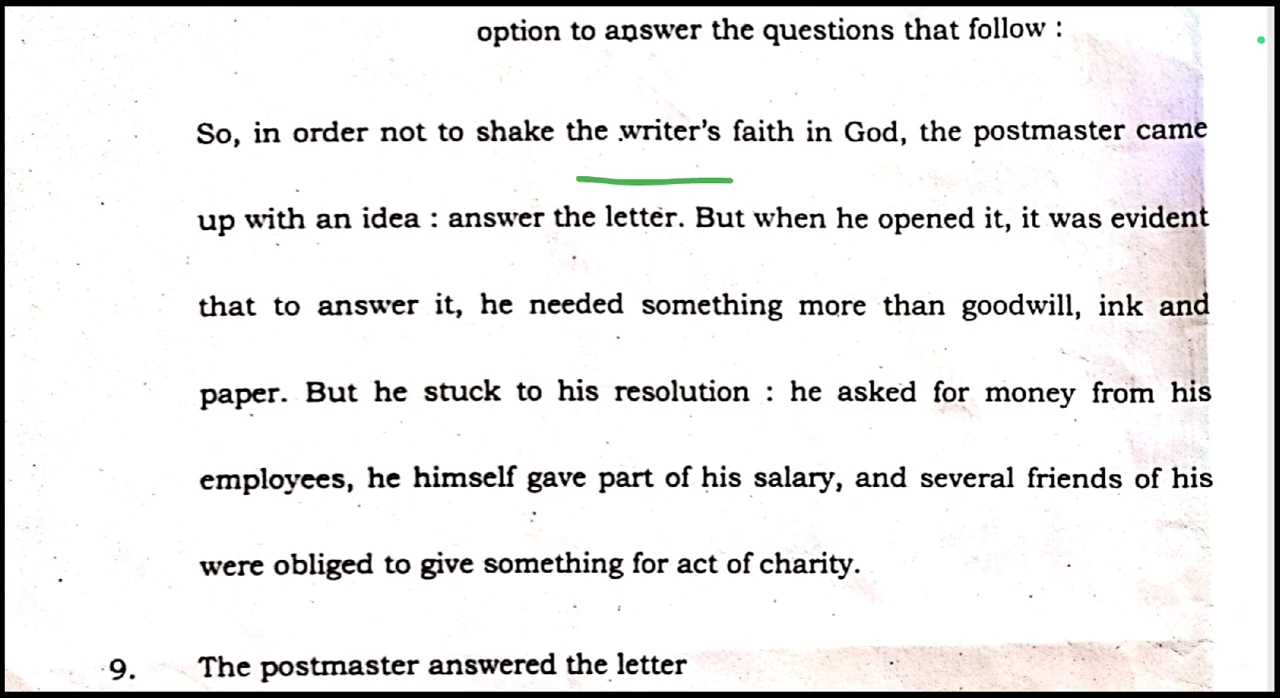 option to answer the questions that follow :
So, in order not to shake the writer's faith in God, the postmaster came
up with an idea : answer the letter. But when he opened it, it was evident
that to answer it, he needed something more than goodwill, ink and
paper. But he stuck to his resolution : he asked for money from his
employees, he himself gave part of his salary, and several friends of his
were obliged to give something for act of charity.
9. The postmaster answered the letter